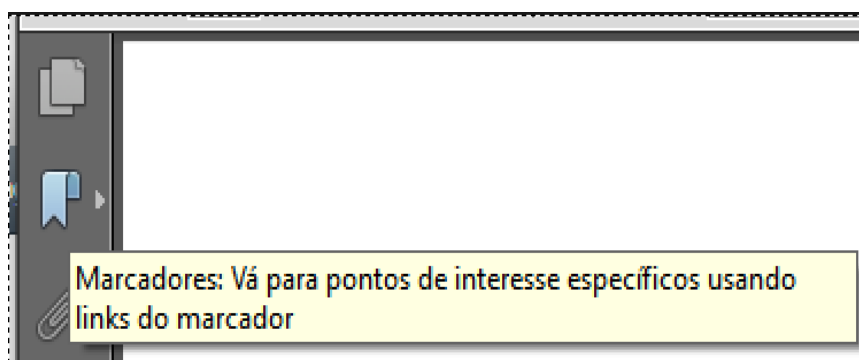 Marcadores: Vá para pontos de interesse específicos usando
links do marcador